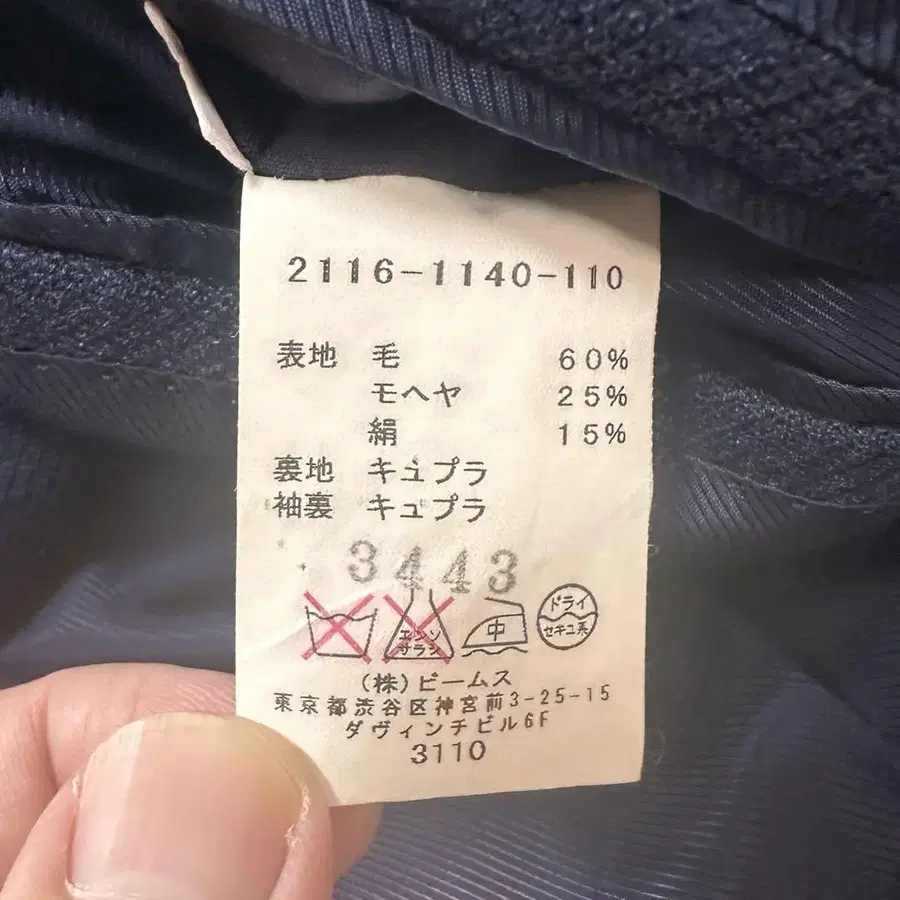 2116-1140-110
表地 毛 60%
モヘヤ 25%
絹 15%
裏地 キュプラ
袖裏 キュプラ
3443
エンソサラシ 中 ドライセキユ系
(株)ビームス
東京都渋谷区神宮前3-25-15
ダヴィンチビル6F
3110